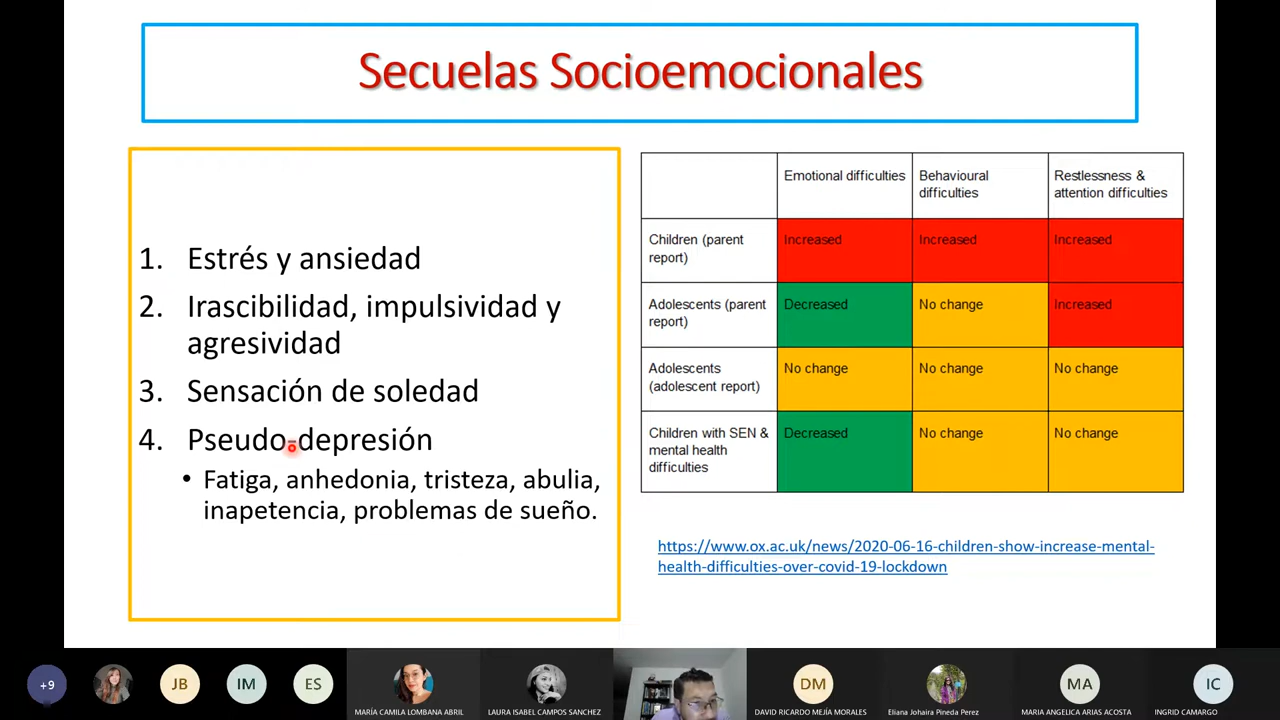 Secuelas Socioemocionales
1. Estrés y ansiedad
2. Irascibilidad, impulsividad y
agresividad
3. Sensación de soledad
4. Pseudo-depresión
• Fatiga, anhedonia, tristeza, abulia,
inapetencia, problemas de sueño.
Emotional difficulties
Behavioural
difficulties
Restlessness &
attention difficulties
Children (parent
report)
Increased
Increased
Increased
Adolescents (parent
report)
Decreased
No change
Increased
Adolescents
(adolescent report)
No change
No change
No change
Children with SEN &
mental health
difficulties
Decreased
No change
No change
https://www.ox.ac.uk/news/2020-06-16-children-show-increase-mental-
health-difficulties-over-covid-19-lockdown
+9
JB
IM
ES
MARÍA CAMILA LOMBANA ABRIL
LAURA ISABEL CAMPOS SANCHEZ
DM
DAVID RICARDO MEJÍA MORALES
Eliana Johaira Pineda Perez
MA
MARIA ANGELICA ARIAS ACOSTA
IC
INGRID CAMARGO